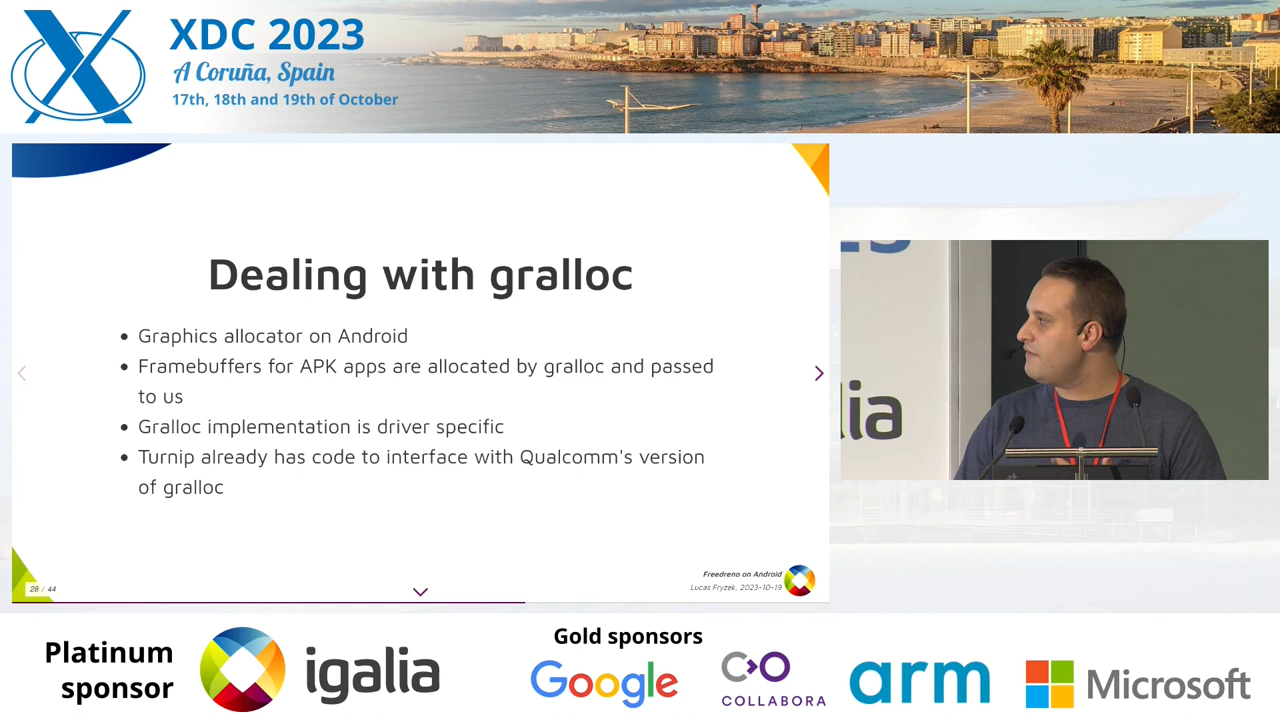 XDC 2023
A Coruña, Spain
17th, 18th and 19th of October
Dealing with gralloc
Graphics allocator on Android
Framebuffers for APK apps are allocated by gralloc and passed
to us
Gralloc implementation is driver specific
Turnip already has code to interface with Qualcomm's version
of gralloc
28 / 44
Freedreno on Android
Lucas Fryzek, 2023-10-19
lia
Platinum
sponsor
igalia
Gold sponsors
Google
COLLABORA
arm
Microsoft